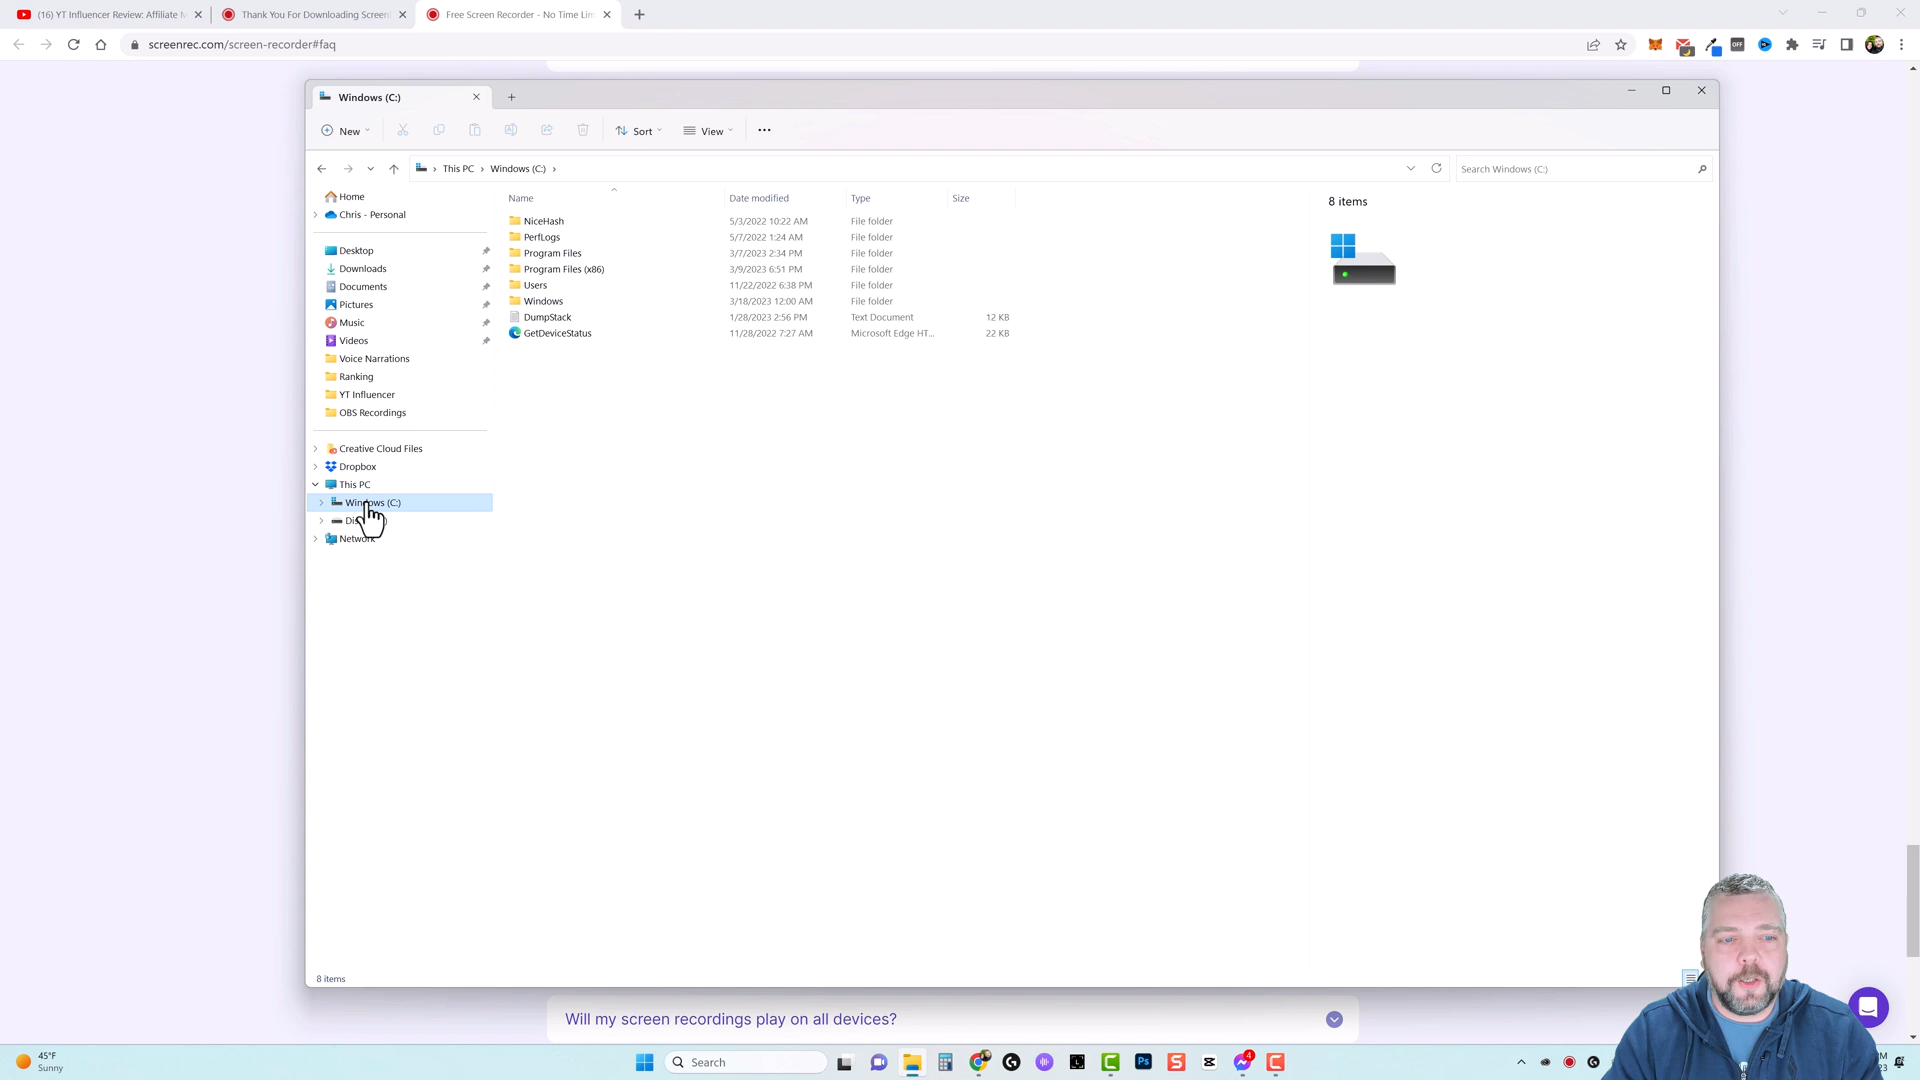 (16) YT Influencer Review: Affiliate M
Thank You For Downloading Screen
Free Screen Recorder - No Time Lim
screenrec.com/screen-recorder#faq
OFF
Windows (C:)
New
Sort
View
This PC > Windows (C:) >
Search Windows (C:)
Home
Chris - Personal
Desktop
Downloads
Documents
Pictures
Music
Videos
Voice Narrations
Ranking
YT Influencer
OBS Recordings
Creative Cloud Files
Dropbox
This PC
Windows (C:)
Network
Name Date modified Type Size
NiceHash 5/3/2022 10:22 AM File folder
PerfLogs 5/7/2022 1:24 AM File folder
Program Files 3/7/2023 2:34 PM File folder
Program Files (x86) 3/9/2023 6:51 PM File folder
Users 11/22/2022 6:38 PM File folder
Windows 3/18/2023 12:00 AM File folder
DumpStack 1/28/2023 2:56 PM Text Document 12 KB
GetDeviceStatus 11/28/2022 7:27 AM Microsoft Edge HT... 22 KB
8 items
8 items
Will my screen recordings play on all devices?
45°F
Sunny
Search
Ps
4